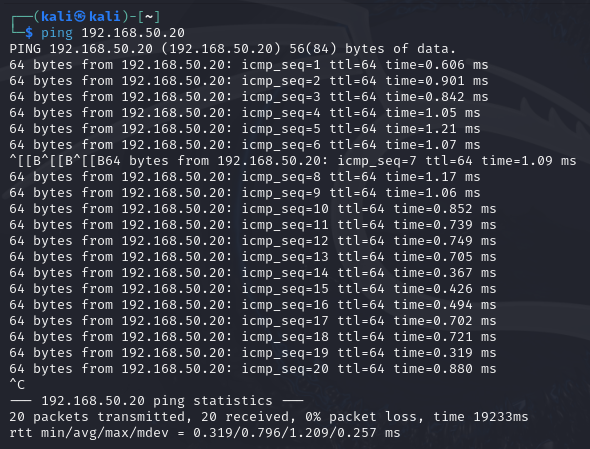 ┌──(kali㉿kali)-[~]
└─$ ping 192.168.50.20
PING 192.168.50.20 (192.168.50.20) 56(84) bytes of data.
64 bytes from 192.168.50.20: icmp_seq=1 ttl=64 time=0.606 ms
64 bytes from 192.168.50.20: icmp_seq=2 ttl=64 time=0.901 ms
64 bytes from 192.168.50.20: icmp_seq=3 ttl=64 time=0.842 ms
64 bytes from 192.168.50.20: icmp_seq=4 ttl=64 time=1.05 ms
64 bytes from 192.168.50.20: icmp_seq=5 ttl=64 time=1.21 ms
64 bytes from 192.168.50.20: icmp_seq=6 ttl=64 time=1.07 ms
^[[B^[[B^[[B64 bytes from 192.168.50.20: icmp_seq=7 ttl=64 time=1.09 ms
64 bytes from 192.168.50.20: icmp_seq=8 ttl=64 time=1.17 ms
64 bytes from 192.168.50.20: icmp_seq=9 ttl=64 time=1.06 ms
64 bytes from 192.168.50.20: icmp_seq=10 ttl=64 time=0.852 ms
64 bytes from 192.168.50.20: icmp_seq=11 ttl=64 time=0.739 ms
64 bytes from 192.168.50.20: icmp_seq=12 ttl=64 time=0.749 ms
64 bytes from 192.168.50.20: icmp_seq=13 ttl=64 time=0.705 ms
64 bytes from 192.168.50.20: icmp_seq=14 ttl=64 time=0.367 ms
64 bytes from 192.168.50.20: icmp_seq=15 ttl=64 time=0.426 ms
64 bytes from 192.168.50.20: icmp_seq=16 ttl=64 time=0.494 ms
64 bytes from 192.168.50.20: icmp_seq=17 ttl=64 time=0.702 ms
64 bytes from 192.168.50.20: icmp_seq=18 ttl=64 time=0.721 ms
64 bytes from 192.168.50.20: icmp_seq=19 ttl=64 time=0.319 ms
64 bytes from 192.168.50.20: icmp_seq=20 ttl=64 time=0.880 ms
^C
--- 192.168.50.20 ping statistics ---
20 packets transmitted, 20 received, 0% packet loss, time 19233ms
rtt min/avg/max/mdev = 0.319/0.796/1.209/0.257 ms